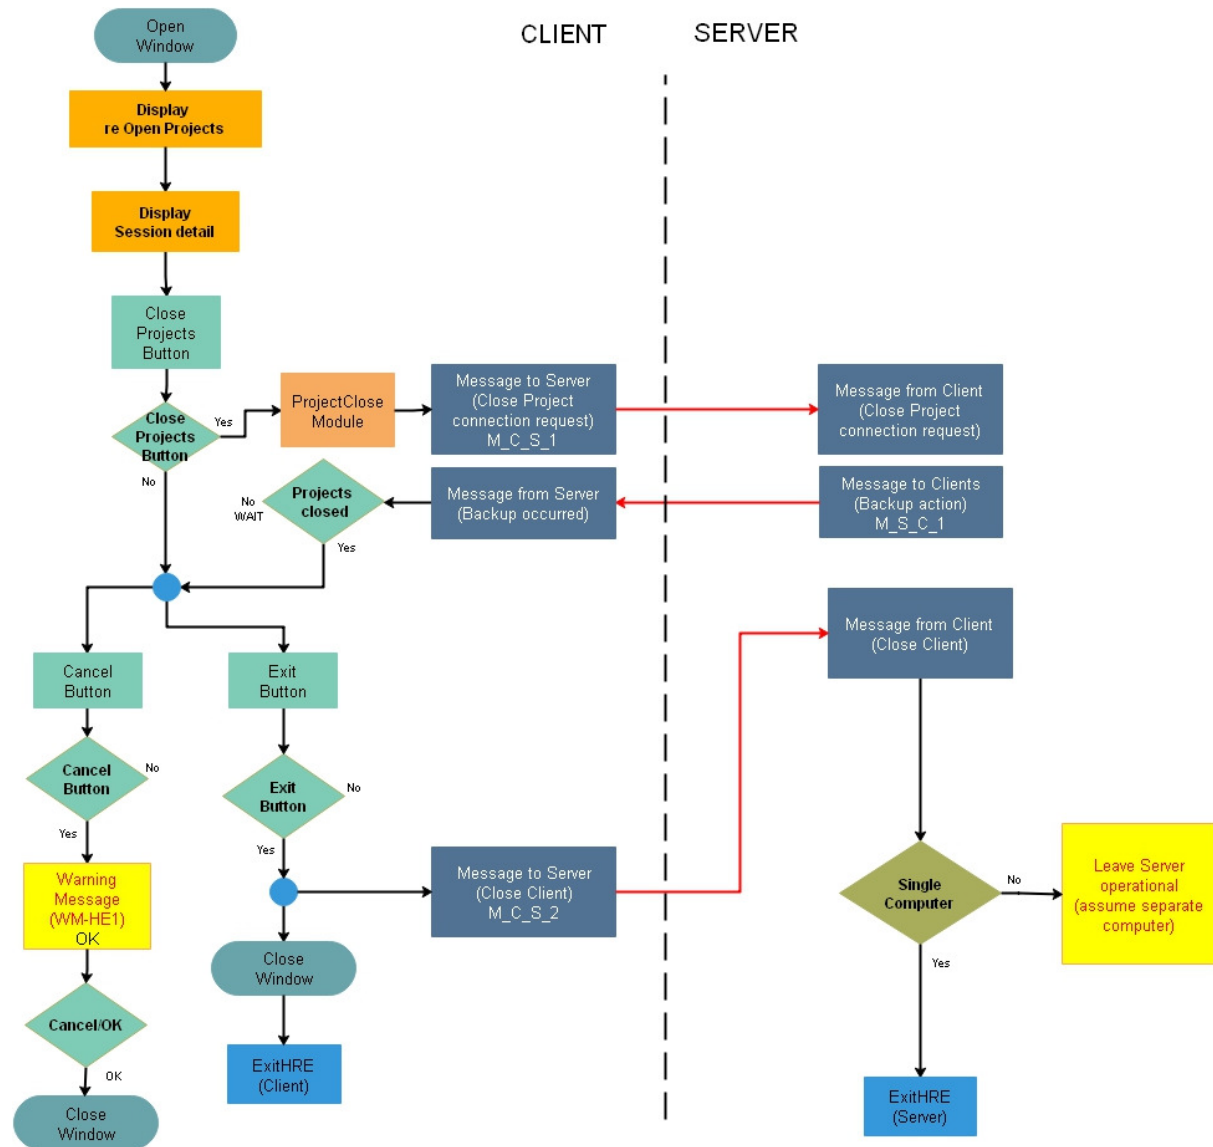 Open
Window
CLIENT
SERVER
Display
re Open Projects
Display
Session detail
Close
Projects
Button
Close
Projects
Button
Yes
No
ProjectClose
Module
Message to Server
(Close Project
connection request)
M_C_S_1
Message from Client
(Close Project
connection request)
Projects
closed
No
WAIT
Yes
Message from Server
(Backup occurred)
Message to Clients
(Backup action)
M_S_C_1
Cancel
Button
Exit
Button
Message from Client
(Close Client)
Cancel
Button
No
Yes
Exit
Button
No
Yes
Warning
Message
(WM-HE1)
OK
Message to Server
(Close Client)
M_C_S_2
Single
Computer
No
Yes
Leave Server
operational
(assume separate
computer)
Close
Window
Cancel/OK
OK
ExitHRE
(Client)
ExitHRE
(Server)
Close
Window